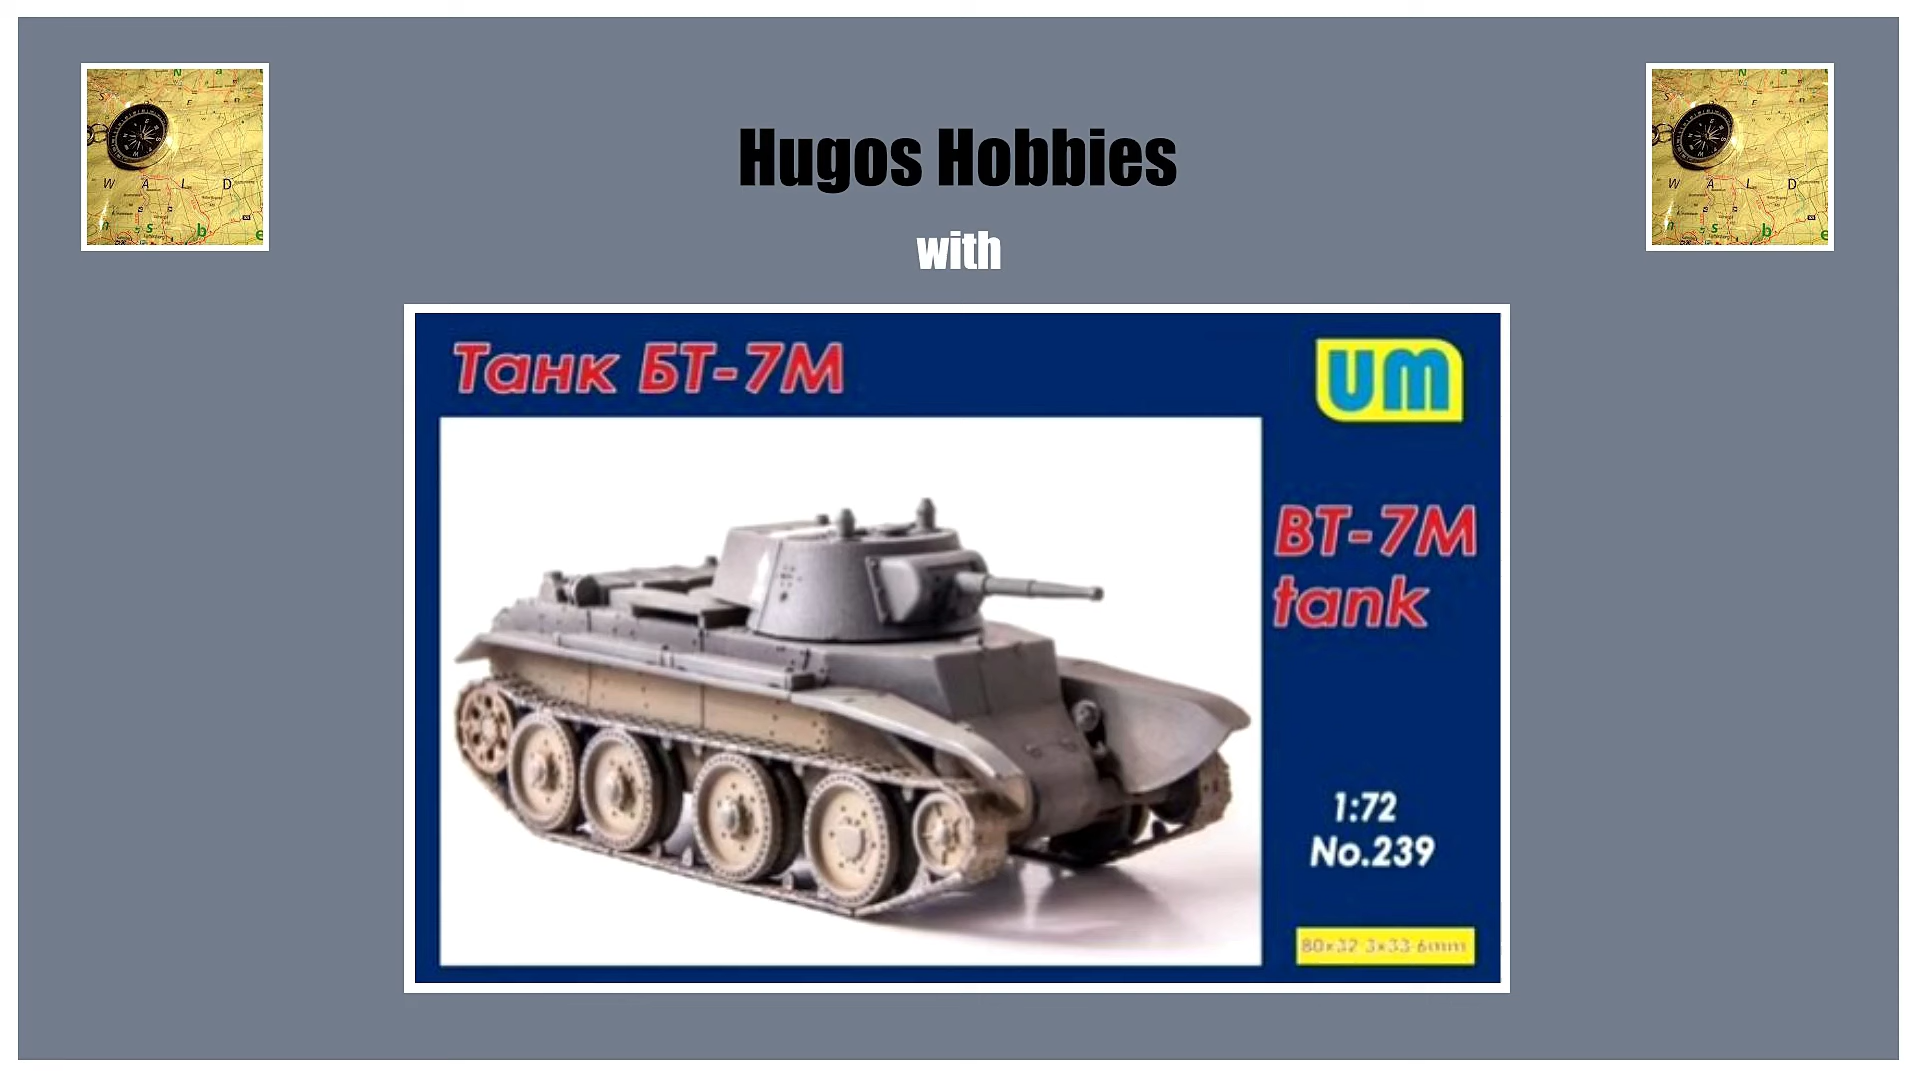 Hugos Hobbies
with
Танк БТ-7М
um
BT-7M
tank
1:72
No.239
W A L D
W A L D